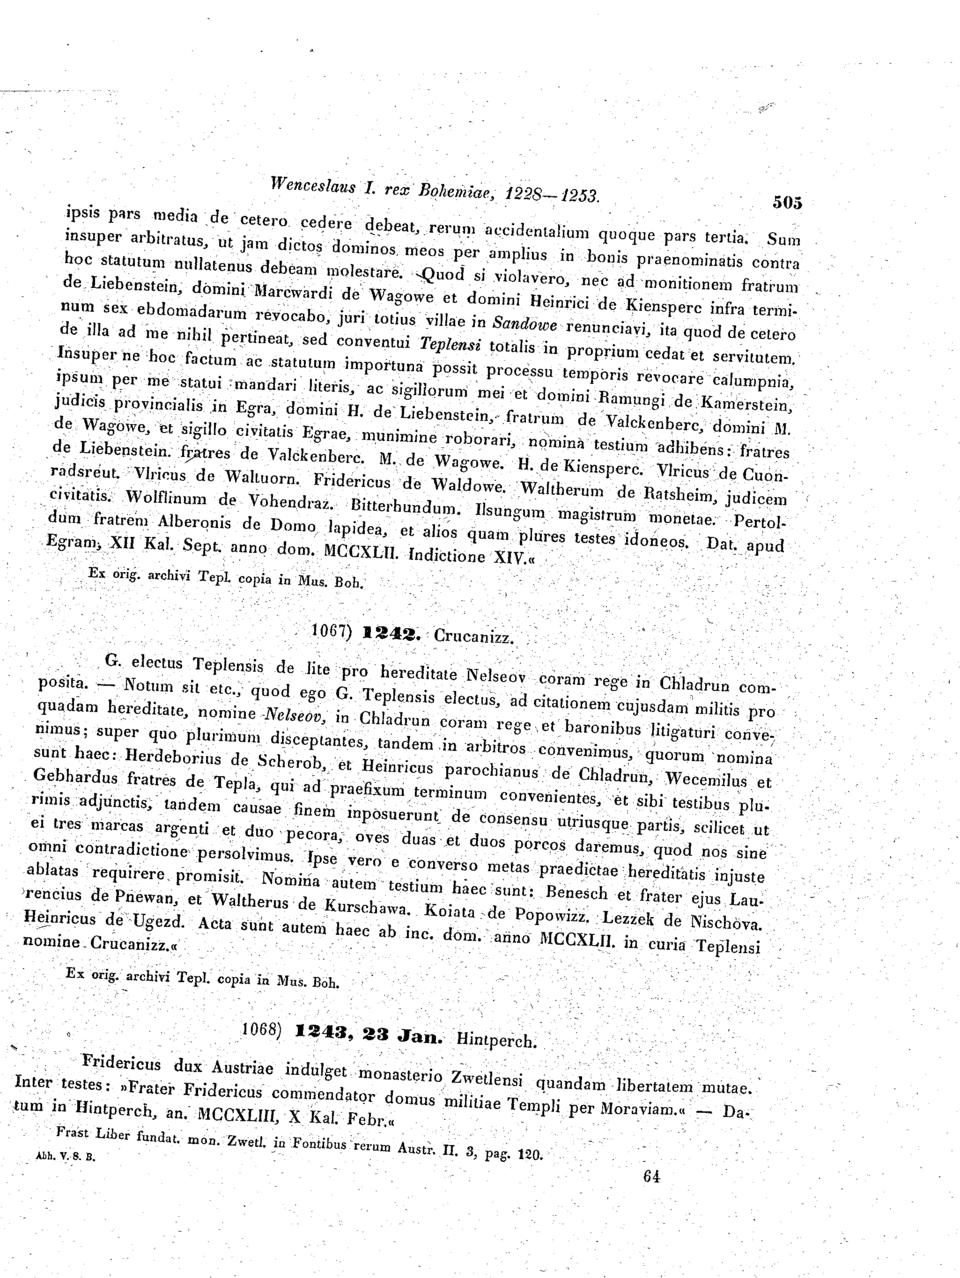 Wenceslaus I. rex Bohemiae, 1228—1253.
505
ipsis pars media de cetero cedere debeat, rerum accidentalium quoque pars tertia. Sum
insuper arbitratus, ut jam dictos dominos meos per amplius in bonis praenominatis contra
hoc statutum nullatenus debeam molestare. Quod si violavero, nec ad monitionem fratrum
de Liebenstein, domini Marcwardi de Wagowe et domini Heinrici de Kiensperc infra termi-
num sex ebdomadarum revocabo, juri totius villae in Sandowe renunciavi, ita quod de cetero
de illa ad me nihil pertineat, sed conventui Teplensi totalis in proprium cedat et servitutem.
Insuper ne hoc factum ac statutum importuna possit processu temporis revocare calumpnia,
ipsum per me statui mandari literis, ac sigillorum mei et domini Ramungi de Kamerstein,
judicis provincialis in Egra, domini H. de Liebenstein, fratrum de Valckenberc, domini M.
de Wagowe, et sigillo civitatis Egrae, munimine roborari, nomina testium adhibens: fratres
de Liebenstein. fratres de Valckenberc. M. de Wagowe. H. de Kiensperc. Vlricus de Cuon-
radsreut. Vlricus de Waltuorn. Fridericus de Waldowe. Waltherum de Ratsheim, judicem
civitatis. Wolflinum de Vohendraz. Bitterbundum. Ilsungum magistrum monetae. Pertol-
dum fratrem Alberonis de Domo lapidea, et alios quam plures testes idoneos. Dat. apud
Egram, XII Kal. Sept. anno dom. MCCXLII. Indictione XIV.«
Ex orig. archivi Tepl. copia in Mus. Boh.
1067) 1242. Crucanizz.
G. electus Teplensis de lite pro hereditate Nelseov coram rege in Chladrun com-
posita. — Notum sit etc., quod ego G. Teplensis electus, ad citationem cujusdam militis pro
quadam hereditate, nomine Nelseov, in Chladrun coram rege et baronibus litigaturi conve-
nimus; super quo plurimum disceptantes, tandem in arbitros convenimus, quorum nomina
sunt haec: Herdeborius de Scherob, et Heinricus parochianus de Chladrun, Wecemilus et
Gebhardus fratres de Tepla, qui ad praefixum terminum convenientes, et sibi testibus plu-
rimis adjunctis, tandem causae finem inposuerunt de consensu utriusque partis, scilicet ut
ei tres marcas argenti et duo pecora, oves duas et duos porcos daremus, quod nos sine
omni contradictione persolvimus. Ipse vero e converso metas praedictae hereditatis injuste
ablatas requirere promisit. Nomina autem testium haec sunt: Benesch et frater ejus Lau-
rencius de Pnewan, et Waltherus de Kurschawa. Koiata de Popowizz. Lezzek de Nischova.
Heinricus de Ugezd. Acta sunt autem haec ab inc. dom. anno MCCXLII. in curia Teplensi
nomine Crucanizz.«
Ex orig. archivi Tepl. copia in Mus. Boh.
1068) 1243, 23 Jan. Hintperch.
Fridericus dux Austriae indulget monasterio Zwetlensi quandam libertatem mutae.
Inter testes: »Frater Fridericus commendator domus militiae Templi per Moraviam.« — Da-
tum in Hintperch, an. MCCXLIII, X Kal. Febr.«
Frast Liber fundat. mon. Zwetl. in Fontibus rerum Austr. II. 3, pag. 120.
Abh. V. 8. B.
64